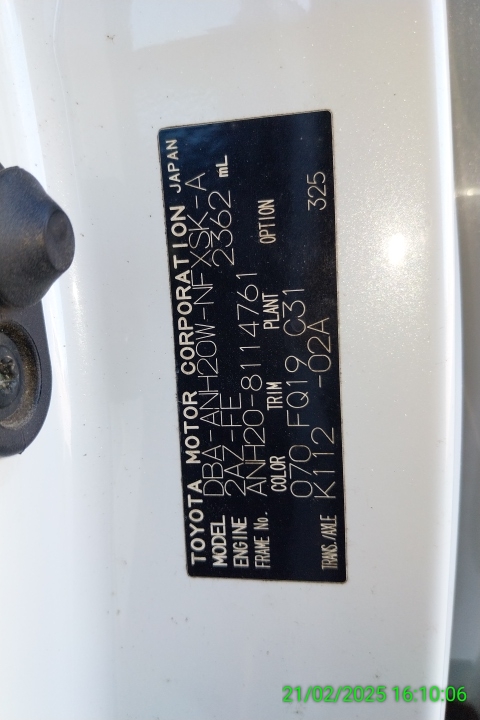 TOYOTA MOTOR CORPORATION JAPAN
MODEL DBA-ANH20W-NFXSK-A
ENGINE 2AZ-FE 2362 mL
FRAME No. ANH20-8114761
COLOR TRIM PLANT OPTION
070 FQ19 C31 325
TRANS./AXLE K112 -02A
21/02/2025 16:10:06